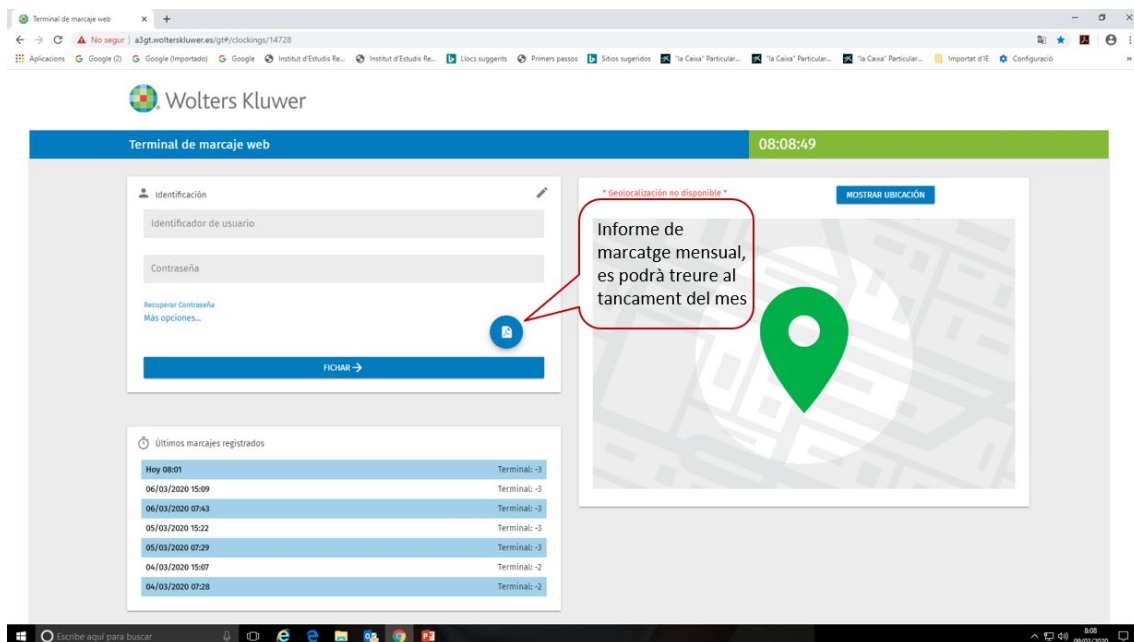 Terminal de marcaje web
No segur | a3gt.wolterskluwer.es/gt#/clockings/14728
Aplicacions Google (2) Google (Importado) Google Institut d'Estudis Re... Institut d'Estudis Re... Llocs suggerits Primers passos Sitios sugeridos "la Caixa" Particular... "la Caixa" Particular... "la Caixa" Particular... Importat d'IE Configuració »
Wolters Kluwer
Terminal de marcaje web 08:08:49
Identificación
* Geolocalización no disponible * MOSTRAR UBICACIÓN
Identificador de usuario
Contraseña
Recuperar Contraseña
Más opciones...
FICHAR
Informe de
marcatge mensual,
es podrà treure al
tancament del mes
Últimos marcajes registrados
Hoy 08:01 Terminal: -3
06/03/2020 15:09 Terminal: -3
06/03/2020 07:43 Terminal: -3
05/03/2020 15:22 Terminal: -3
05/03/2020 07:29 Terminal: -3
04/03/2020 15:07 Terminal: -2
04/03/2020 07:28 Terminal: -2
Escribe aquí para buscar
8:08
09/03/2020